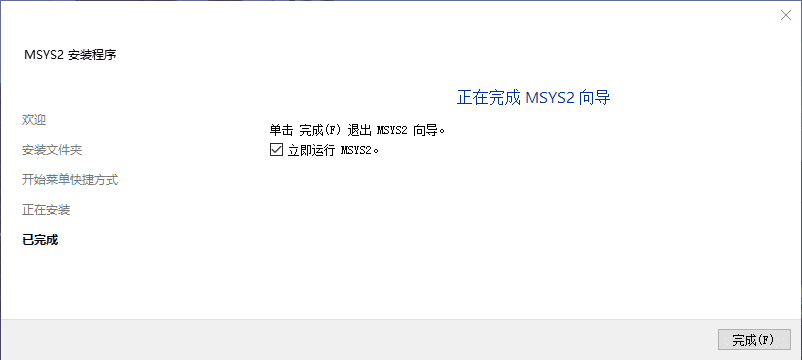 MSYS2 安装程序
正在完成 MSYS2 向导
欢迎
单击 完成(F) 退出 MSYS2 向导。
安装文件夹
立即运行 MSYS2。
开始菜单快捷方式
正在安装
已完成
完成(F)